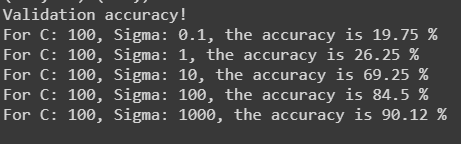 Validation accuracy!
For C: 100, Sigma: 0.1, the accuracy is 19.75 %
For C: 100, Sigma: 1, the accuracy is 26.25 %
For C: 100, Sigma: 10, the accuracy is 69.25 %
For C: 100, Sigma: 100, the accuracy is 84.5 %
For C: 100, Sigma: 1000, the accuracy is 90.12 %